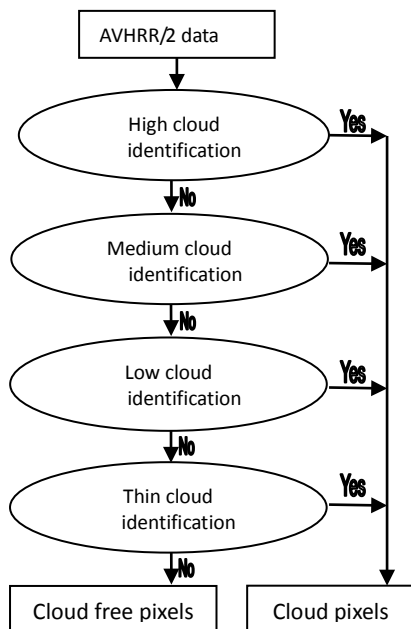 AVHRR/2 data
High cloud
identification
Yes
No
Medium cloud
identification
Yes
No
Low cloud
identification
Yes
No
Thin cloud
identification
Yes
No
Cloud free pixels
Cloud pixels